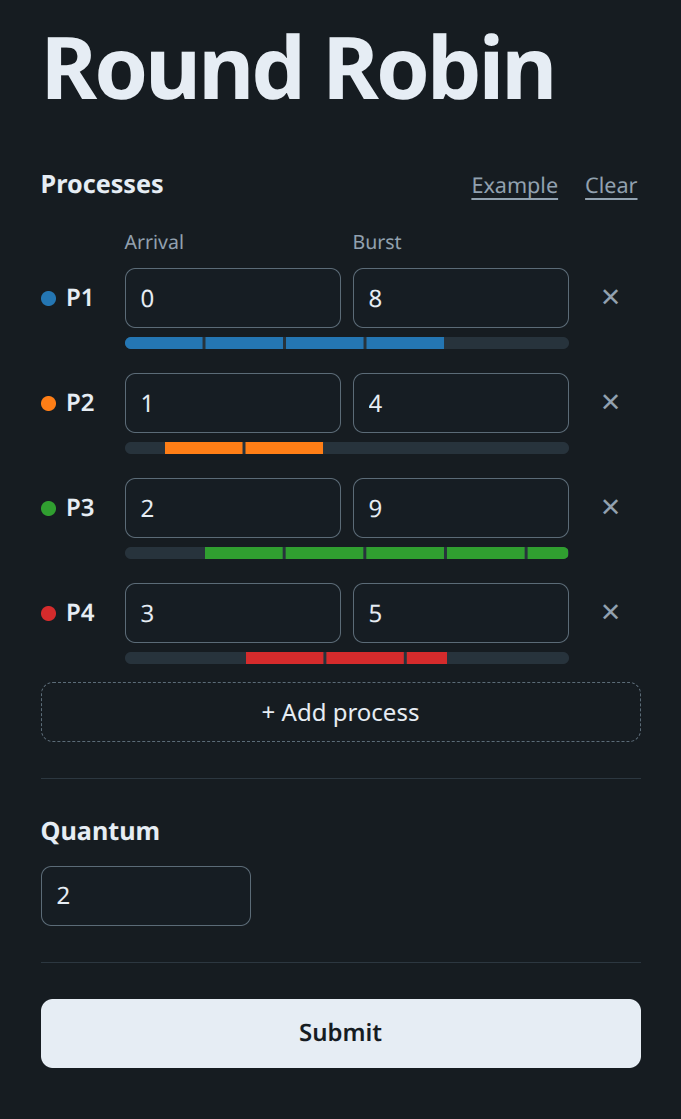 Round Robin
Processes Example Clear
Arrival Burst
P1 0 8 ✕
P2 1 4 ✕
P3 2 9 ✕
P4 3 5 ✕
+ Add process
Quantum
2
Submit